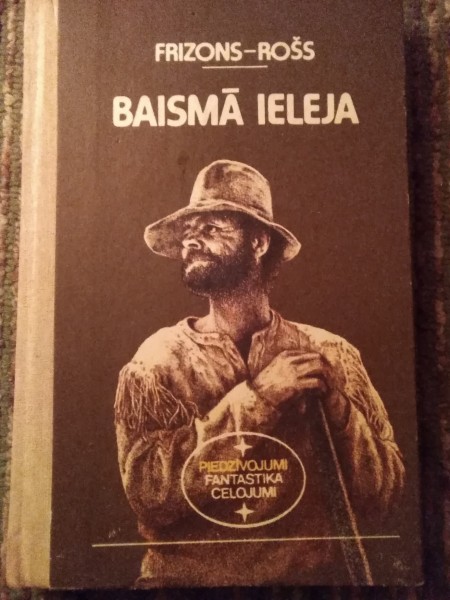 FRIZONS-ROŠS
BAISMĀ IELEJA
PIEDZĪVOJUMI
FANTASTIKA
CEĻOJUMI